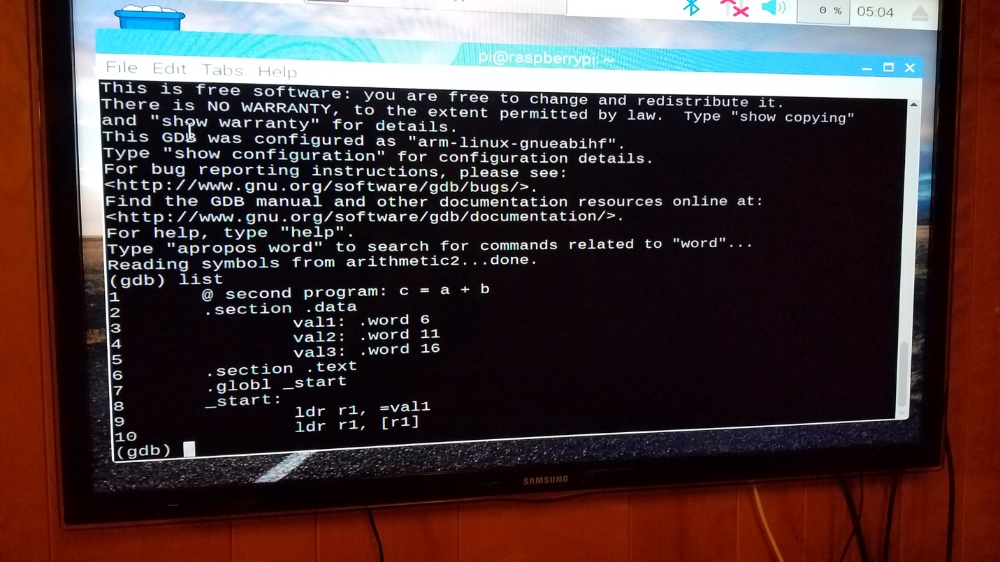 0 %
05:04
pi@raspberrypi: ~
File Edit Tabs Help
This is free software: you are free to change and redistribute it.
There is NO WARRANTY, to the extent permitted by law.  Type "show copying"
and "show warranty" for details.
This GDB was configured as "arm-linux-gnueabihf".
Type "show configuration" for configuration details.
For bug reporting instructions, please see:
<http://www.gnu.org/software/gdb/bugs/>.
Find the GDB manual and other documentation resources online at:
<http://www.gnu.org/software/gdb/documentation/>.
For help, type "help".
Type "apropos word" to search for commands related to "word"...
Reading symbols from arithmetic2...done.
(gdb) list
1       @ second program: c = a + b
2       .section .data
3               val1: .word 6
4               val2: .word 11
5               val3: .word 16
6       .section .text
7       .globl _start
8       _start:
9               ldr r1, =val1
10              ldr r1, [r1]
(gdb)
SAMSUNG